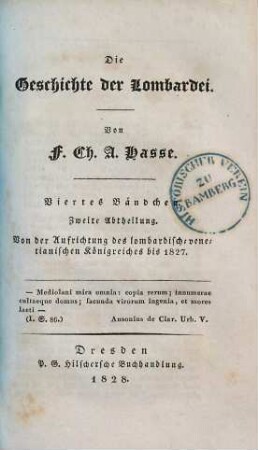 Die
Geschichte der Lombardei.
Von
F. Ch. A. Hasse.
Viertes Bändchen
Zweite Abtheilung.
Von der Aufrichtung des lombardisch-vene-
tianischen Königreiches bis 1827.
HISTORISCHER VEREIN
ZU
BAMBERG
— Mediolani mira omnia: copia rerum; innumerae
cultaeque domus; facunda virorum ingenia, et mores
laeti —
(I. S. 86.) Ausonius de Clar. Urb. V.
Dresden
P. G. Hilschersche Buchhandlung.
1828.